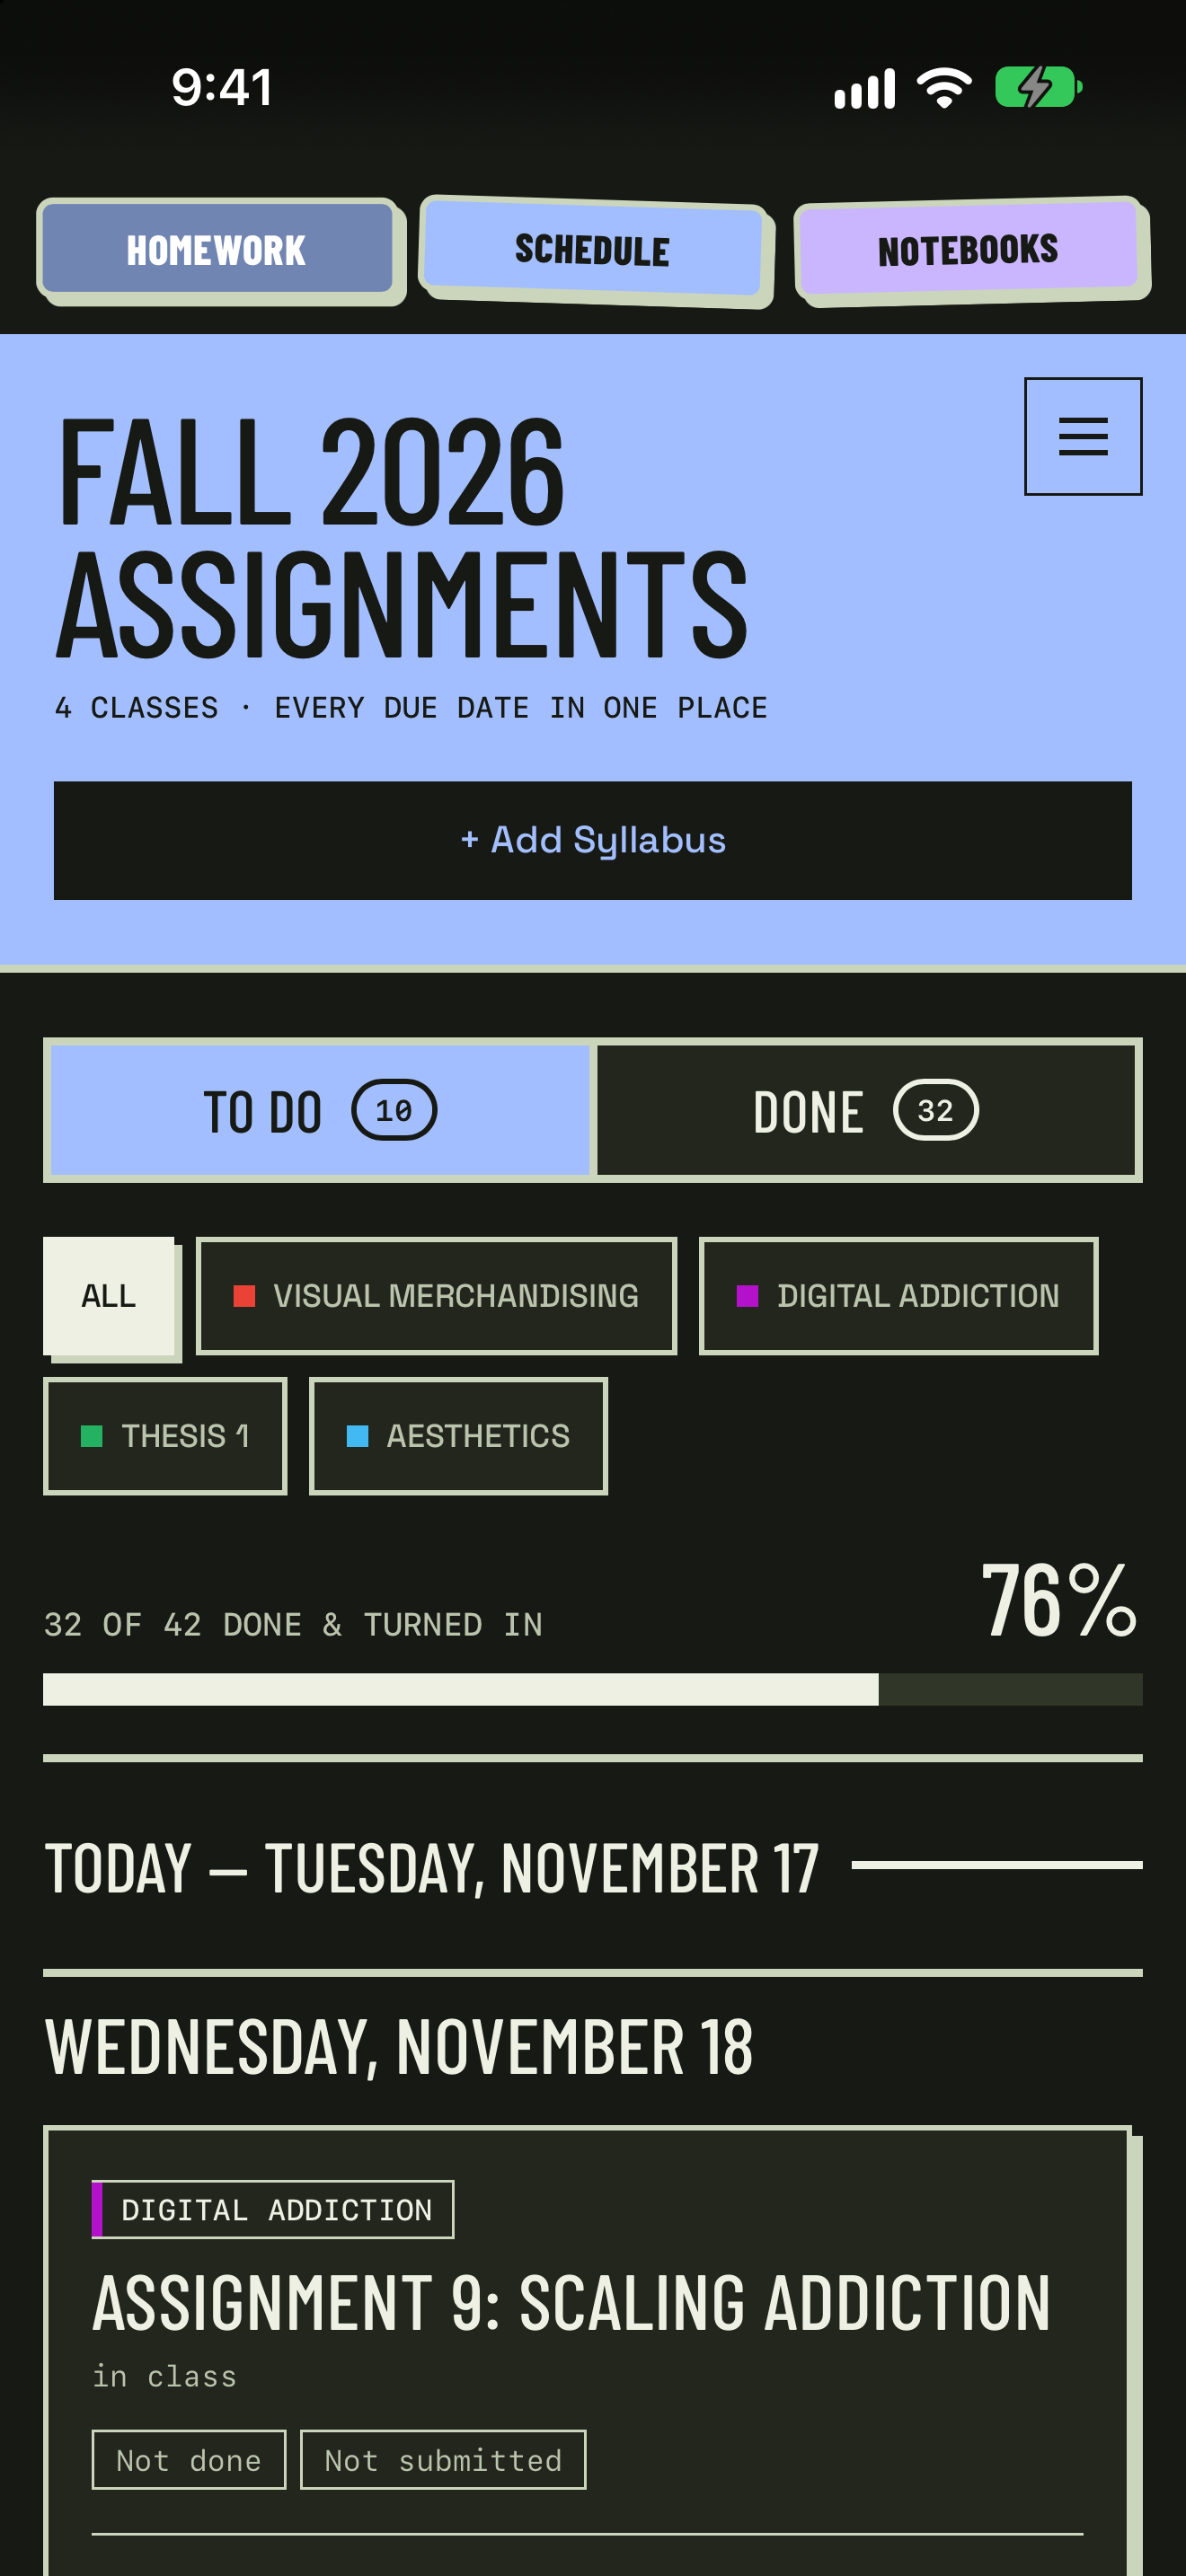 9:41
HOMEWORK SCHEDULE NOTEBOOKS
FALL 2026
ASSIGNMENTS
4 CLASSES · EVERY DUE DATE IN ONE PLACE
+ Add Syllabus
TO DO 10 DONE 32
ALL VISUAL MERCHANDISING DIGITAL ADDICTION
THESIS 1 AESTHETICS
76%
32 OF 42 DONE & TURNED IN
TODAY — TUESDAY, NOVEMBER 17
WEDNESDAY, NOVEMBER 18
DIGITAL ADDICTION
ASSIGNMENT 9: SCALING ADDICTION
in class
Not done Not submitted